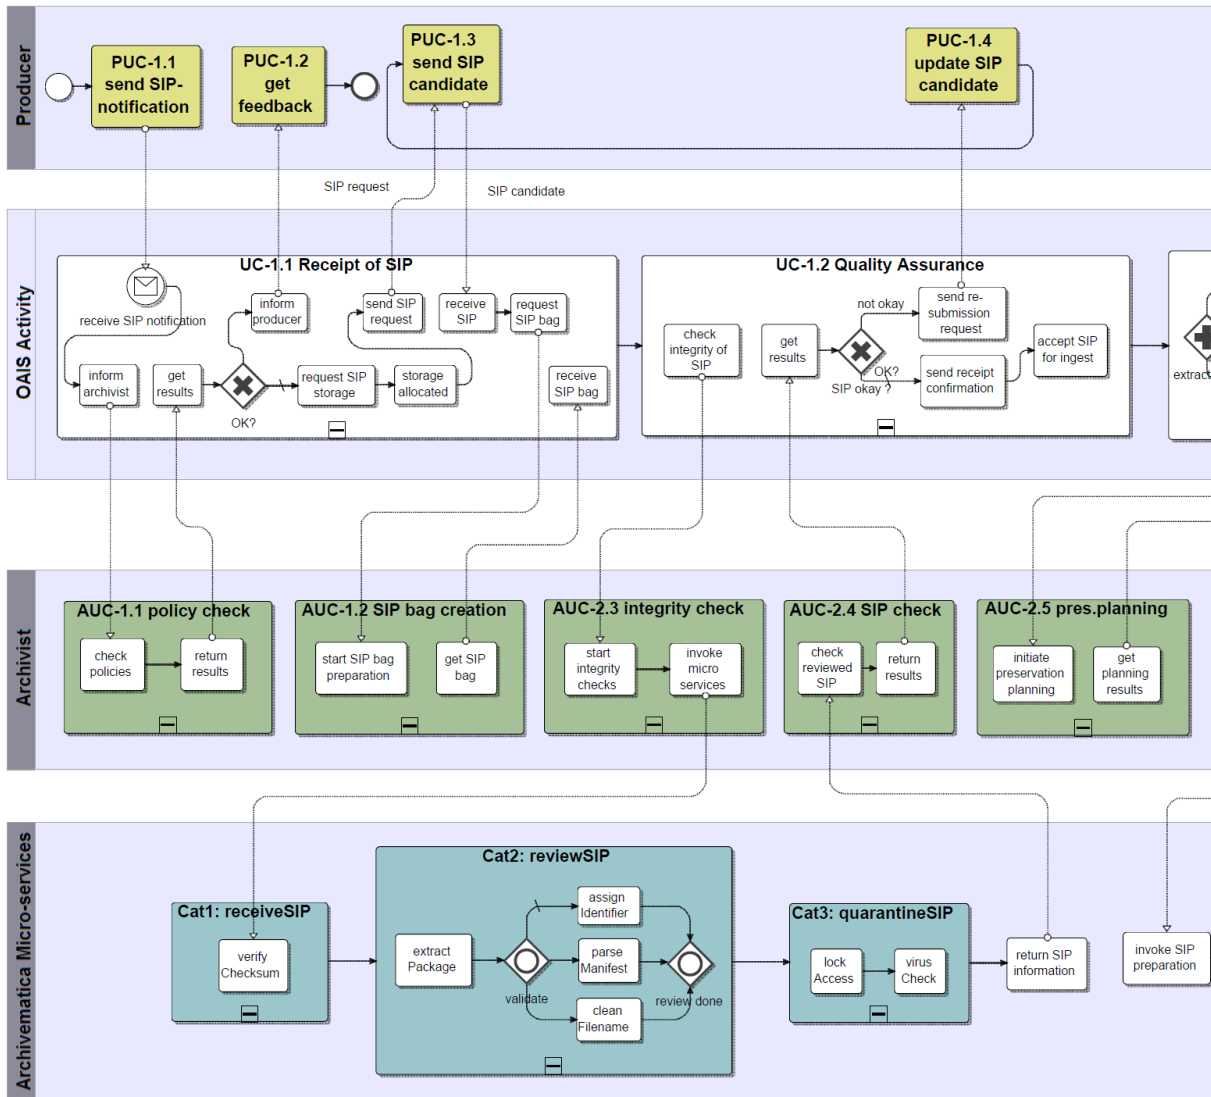 Producer
PUC-1.1
send SIP-
notification
PUC-1.2
get
feedback
PUC-1.3
send SIP
candidate
PUC-1.4
update SIP
candidate
SIP request
SIP candidate
OAIS Activity
UC-1.1 Receipt of SIP
receive SIP notification
inform
producer
send SIP
request
receive
SIP
request
SIP bag
inform
archivist
get
results
OK?
request SIP
storage
storage
allocated
receive
SIP bag
UC-1.2 Quality Assurance
check
integrity of
SIP
get
results
not okay
OK?
SIP okay ?
send re-
submission
request
send receipt
confirmation
accept SIP
for ingest
extract
Archivist
AUC-1.1 policy check
check
policies
return
results
AUC-1.2 SIP bag creation
start SIP bag
preparation
get SIP
bag
AUC-2.3 integrity check
start
integrity
checks
invoke
micro
services
AUC-2.4 SIP check
check
reviewed
SIP
return
results
AUC-2.5 pres.planning
initiate
preservation
planning
get
planning
results
Archivematica Micro-services
Cat1: receiveSIP
verify
Checksum
Cat2: reviewSIP
extract
Package
validate
assign
Identifier
parse
Manifest
clean
Filename
review done
Cat3: quarantineSIP
lock
Access
virus
Check
return SIP
information
invoke SIP
preparation